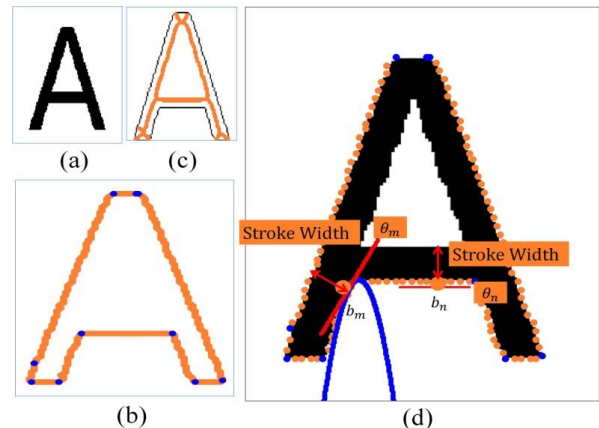 A
(a)
A
(c)
(b)
Stroke Width
θₘ
Stroke Width
bₘ
bₙ
θₙ
(d)